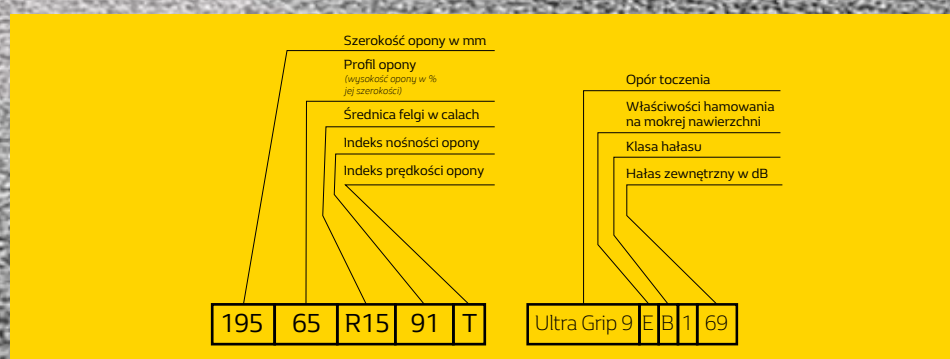 Szerokość opony w mm
Profil opony
(wysokość opony w %
jej szerokości)
Średnica felgi w calach
Indeks nośności opony
Indeks prędkości opony
195 65 R15 91 T
Opór toczenia
Właściwości hamowania
na mokrej nawierzchni
Klasa hałasu
Hałas zewnętrzny w dB
Ultra Grip 9 E B 1 69